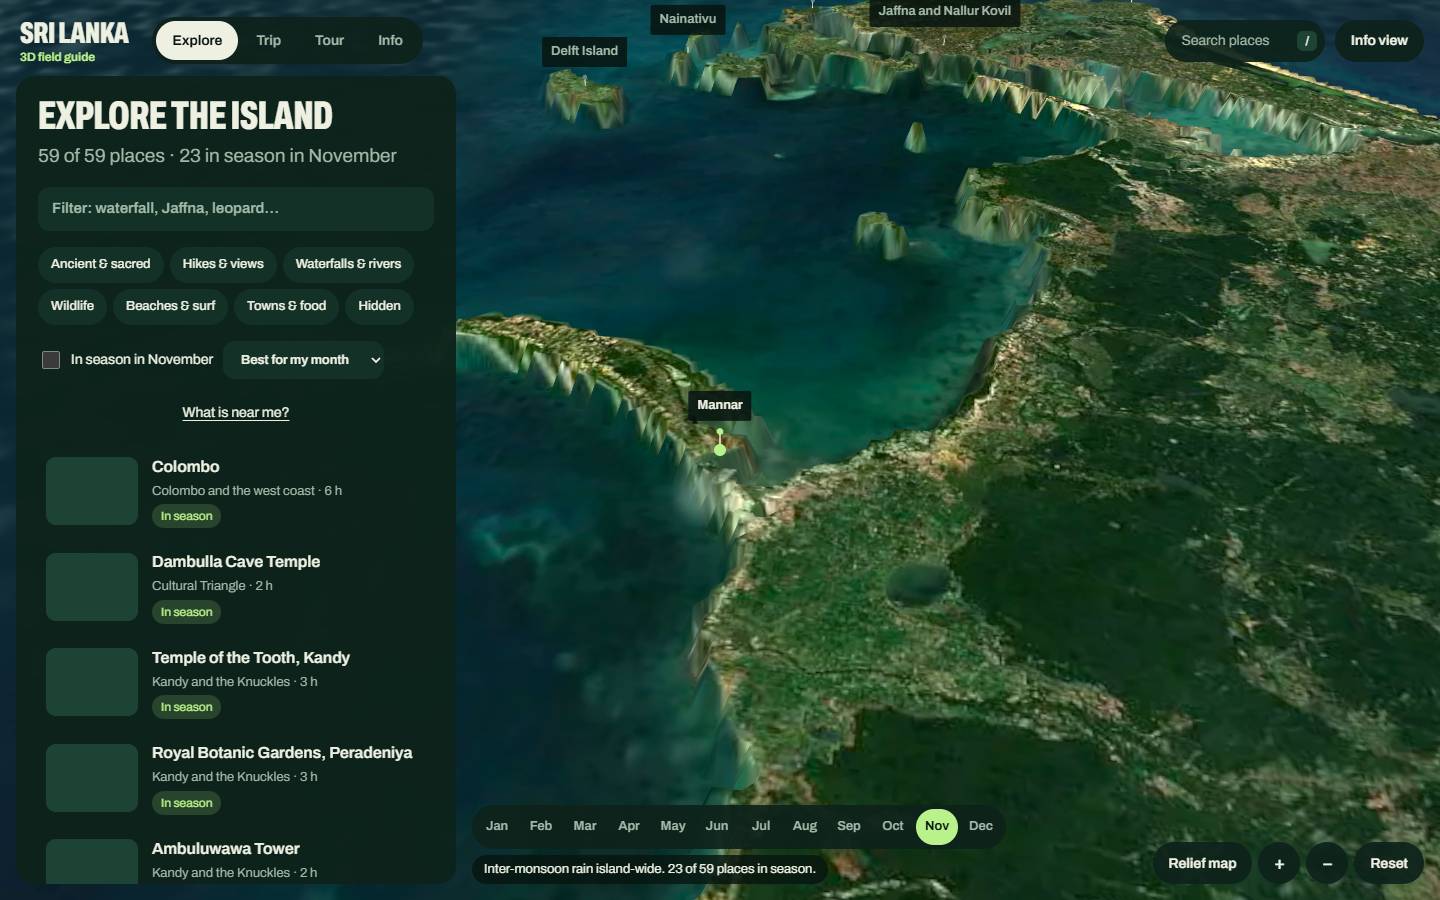 SRI LANKA
3D field guide
Explore
Trip
Tour
Info
Search places
/
Info view
EXPLORE THE ISLAND
59 of 59 places · 23 in season in November
Filter: waterfall, Jaffna, leopard...
Ancient & sacred
Hikes & views
Waterfalls & rivers
Wildlife
Beaches & surf
Towns & food
Hidden
In season in November
Best for my month
What is near me?
Colombo
Colombo and the west coast · 6 h
In season
Dambulla Cave Temple
Cultural Triangle · 2 h
In season
Temple of the Tooth, Kandy
Kandy and the Knuckles · 3 h
In season
Royal Botanic Gardens, Peradeniya
Kandy and the Knuckles · 3 h
In season
Ambuluwawa Tower
Kandy and the Knuckles · 2 h
Jaffna and Nallur Kovil
Nainativu
Delft Island
Mannar
Jan
Feb
Mar
Apr
May
Jun
Jul
Aug
Sep
Oct
Nov
Dec
Inter-monsoon rain island-wide. 23 of 59 places in season.
Relief map
+
−
Reset